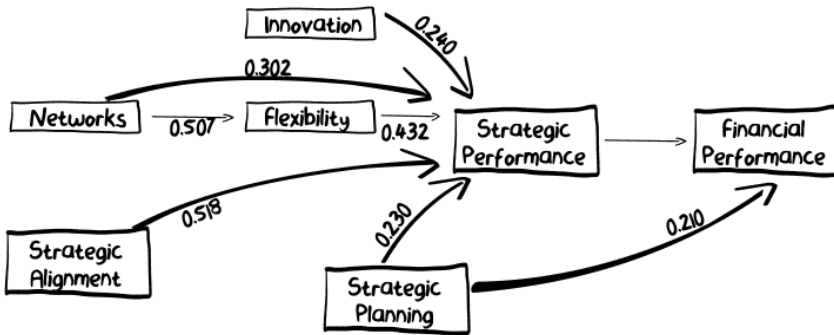 Innovation
0.240
0.302
Networks
0.507
Flexibility
0.432
Strategic
Performance
Financial
Performance
0.518
Strategic
Alignment
0.230
Strategic
Planning
0.210